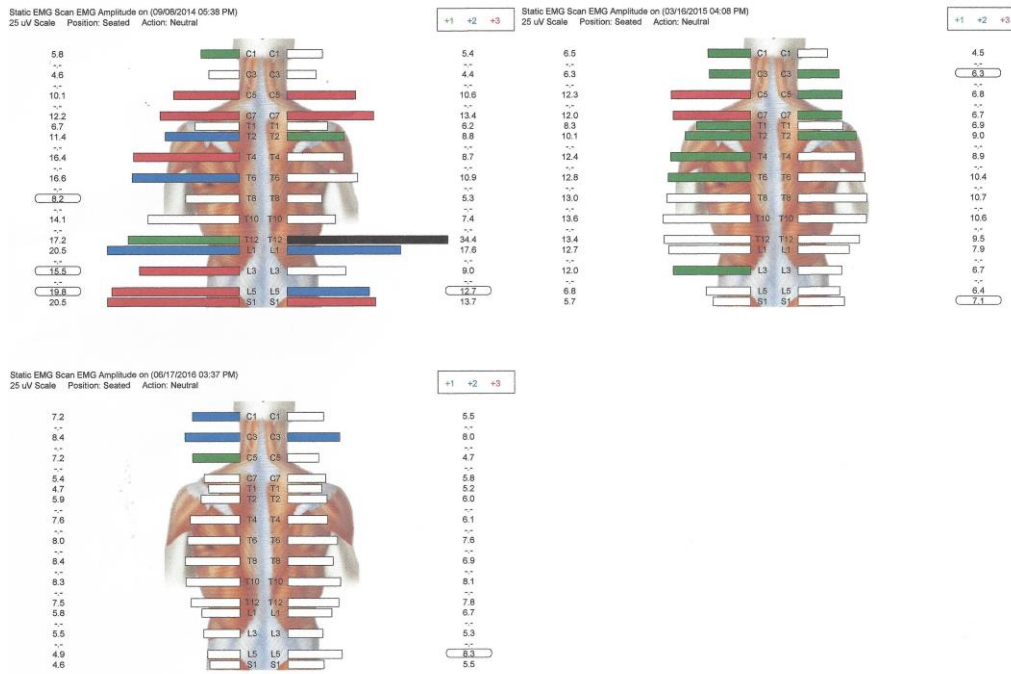 Static EMG Scan EMG Amplitude on (09/08/2014 05:38 PM)
25 uV Scale Position: Seated Action: Neutral
+1 +2 +3
5.8 C1 C1 5.4
-.- -.-
4.6 C3 C3 4.4
-.- -.-
10.1 C5 C5 10.6
-.- -.-
12.2 C7 C7 13.4
6.7 T1 T1 6.2
11.4 T2 T2 8.8
-.- -.-
16.4 T4 T4 8.7
-.- -.-
16.6 T6 T6 10.9
-.- -.-
8.2 T8 T8 5.3
-.- -.-
14.1 T10 T10 7.4
-.- -.-
17.2 T12 T12 34.4
20.5 L1 L1 17.6
-.- -.-
15.5 L3 L3 9.0
-.- -.-
19.8 L5 L5 12.7
20.5 S1 S1 13.7
Static EMG Scan EMG Amplitude on (03/16/2015 04:08 PM)
25 uV Scale Position: Seated Action: Neutral
+1 +2 +3
6.5 C1 C1 4.5
-.- -.-
6.3 C3 C3 6.3
-.- -.-
12.3 C5 C5 6.8
-.- -.-
12.0 C7 C7 6.7
8.3 T1 T1 6.9
10.1 T2 T2 9.0
-.- -.-
12.4 T4 T4 8.9
-.- -.-
12.8 T6 T6 10.4
-.- -.-
13.0 T8 T8 10.7
-.- -.-
13.6 T10 T10 10.6
-.- -.-
13.4 T12 T12 9.5
12.7 L1 L1 7.9
-.- -.-
12.0 L3 L3 6.7
-.- -.-
6.8 L5 L5 6.4
5.7 S1 S1 7.1
Static EMG Scan EMG Amplitude on (06/17/2016 03:37 PM)
25 uV Scale Position: Seated Action: Neutral
+1 +2 +3
7.2 C1 C1 5.5
-.- -.-
8.4 C3 C3 8.0
-.- -.-
7.2 C5 C5 4.7
-.- -.-
5.4 C7 C7 5.8
4.7 T1 T1 5.2
5.9 T2 T2 6.0
-.- -.-
7.6 T4 T4 6.1
-.- -.-
8.0 T6 T6 7.6
-.- -.-
8.4 T8 T8 6.9
-.- -.-
8.3 T10 T10 8.1
-.- -.-
7.5 T12 T12 7.8
5.8 L1 L1 6.7
-.- -.-
5.5 L3 L3 5.3
-.- -.-
4.9 L5 L5 8.3
4.6 S1 S1 5.5